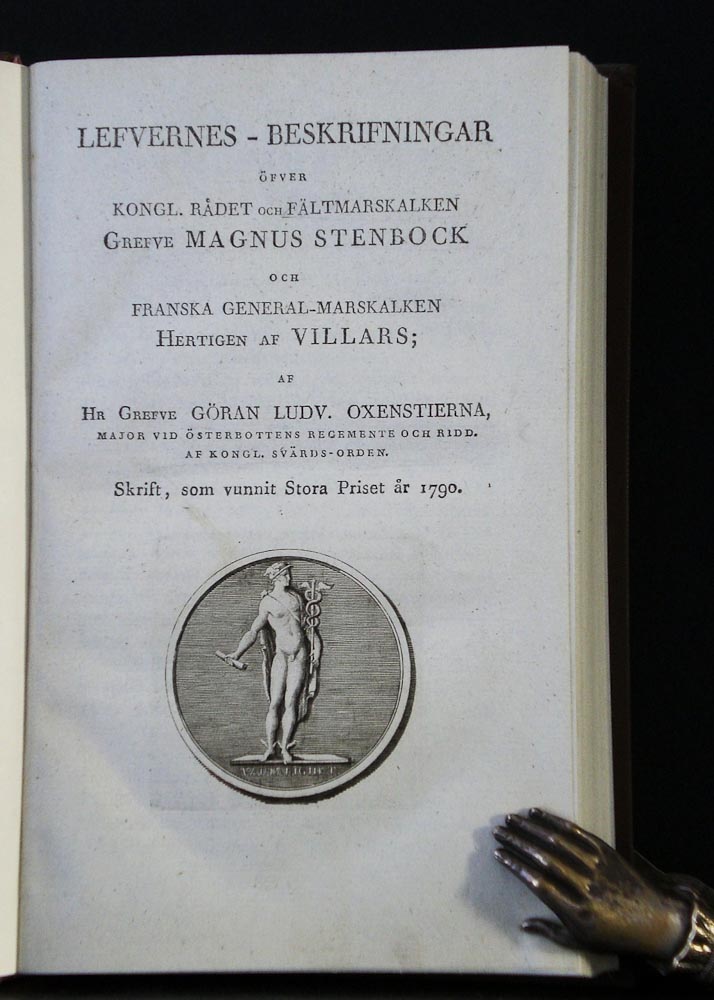 LEFVERNES - BESKRIFNINGAR
ÖFVER
KONGL. RÅDET OCH FÄLTMARSKALKEN
GREFVE MAGNUS STENBOCK
OCH
FRANSKA GENERAL-MARSKALKEN
HERTIGEN AF VILLARS;
AF
HR GREFVE GÖRAN LUDV. OXENSTIERNA,
MAJOR VID ÖSTERBOTTENS REGEMENTE OCH RIDD.
AF KONGL. SVÄRDS-ORDEN.
Skrift, som vunnit Stora Priset år 1790.